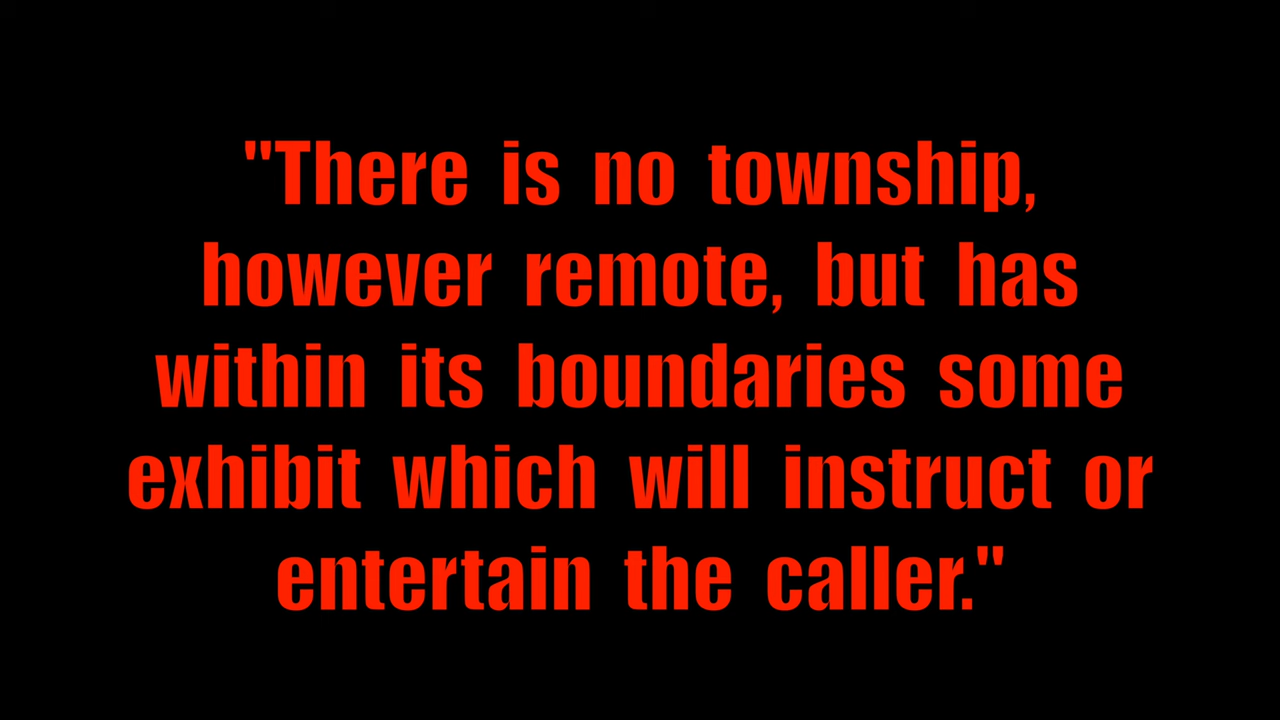 "There is no township,
however remote, but has
within its boundaries some
exhibit which will instruct or
entertain the caller."